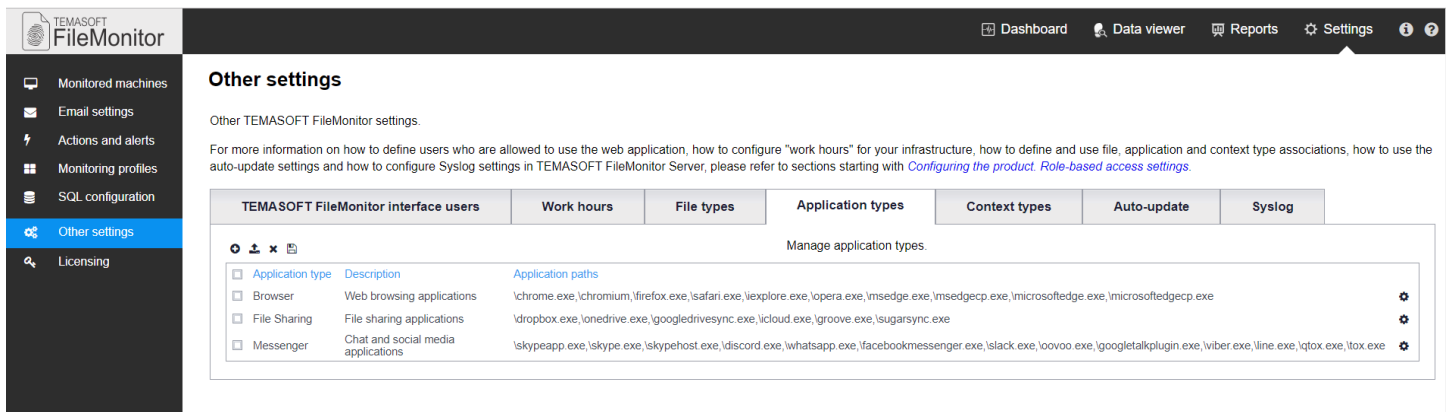 TEMASOFT
FileMonitor
Dashboard
Data viewer
Reports
Settings
Monitored machines
Email settings
Actions and alerts
Monitoring profiles
SQL configuration
Other settings
Licensing
Other settings
Other TEMASOFT FileMonitor settings.
For more information on how to define users who are allowed to use the web application, how to configure "work hours" for your infrastructure, how to define and use file, application and context type associations, how to use the
auto-update settings and how to configure Syslog settings in TEMASOFT FileMonitor Server, please refer to sections starting with Configuring the product. Role-based access settings.
TEMASOFT FileMonitor interface users
Work hours
File types
Application types
Context types
Auto-update
Syslog
Manage application types.
Application type Description Application paths
Browser Web browsing applications \chrome.exe,\chromium,\firefox.exe,\safari.exe,\iexplore.exe,\opera.exe,\msedge.exe,\msedgecp.exe,\microsoftedge.exe,\microsoftedgecp.exe
File Sharing File sharing applications \dropbox.exe,\onedrive.exe,\googledrivesync.exe,\icloud.exe,\groove.exe,\sugarsync.exe
Messenger Chat and social media
applications \skypeapp.exe,\skype.exe,\skypehost.exe,\discord.exe,\whatsapp.exe,\facebookmessenger.exe,\slack.exe,\oovoo.exe,\googletalkplugin.exe,\viber.exe,\line.exe,\qtox.exe,\tox.exe